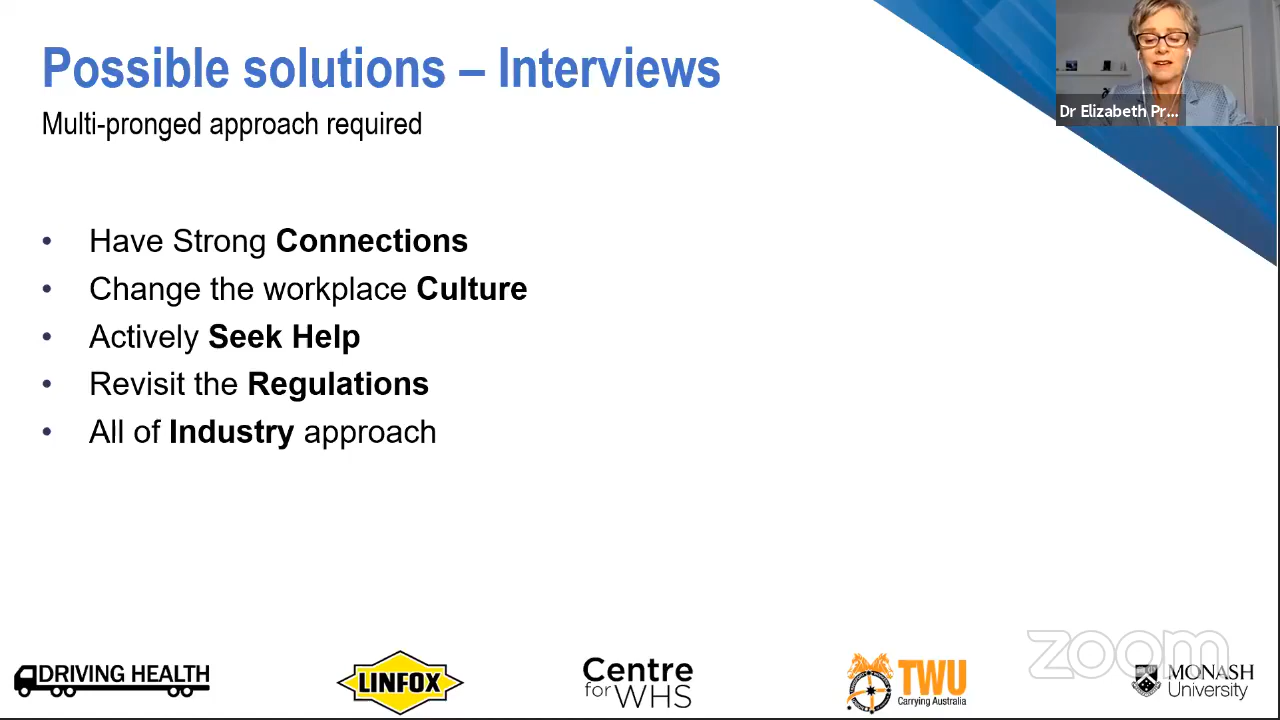 Possible solutions – Interviews
Multi-pronged approach required
Dr Elizabeth Pr...
• Have Strong Connections
• Change the workplace Culture
• Actively Seek Help
• Revisit the Regulations
• All of Industry approach
zoom
DRIVING HEALTH
LINFOX
Centre
for WHS
TWU
Carrying Australia
MONASH
University